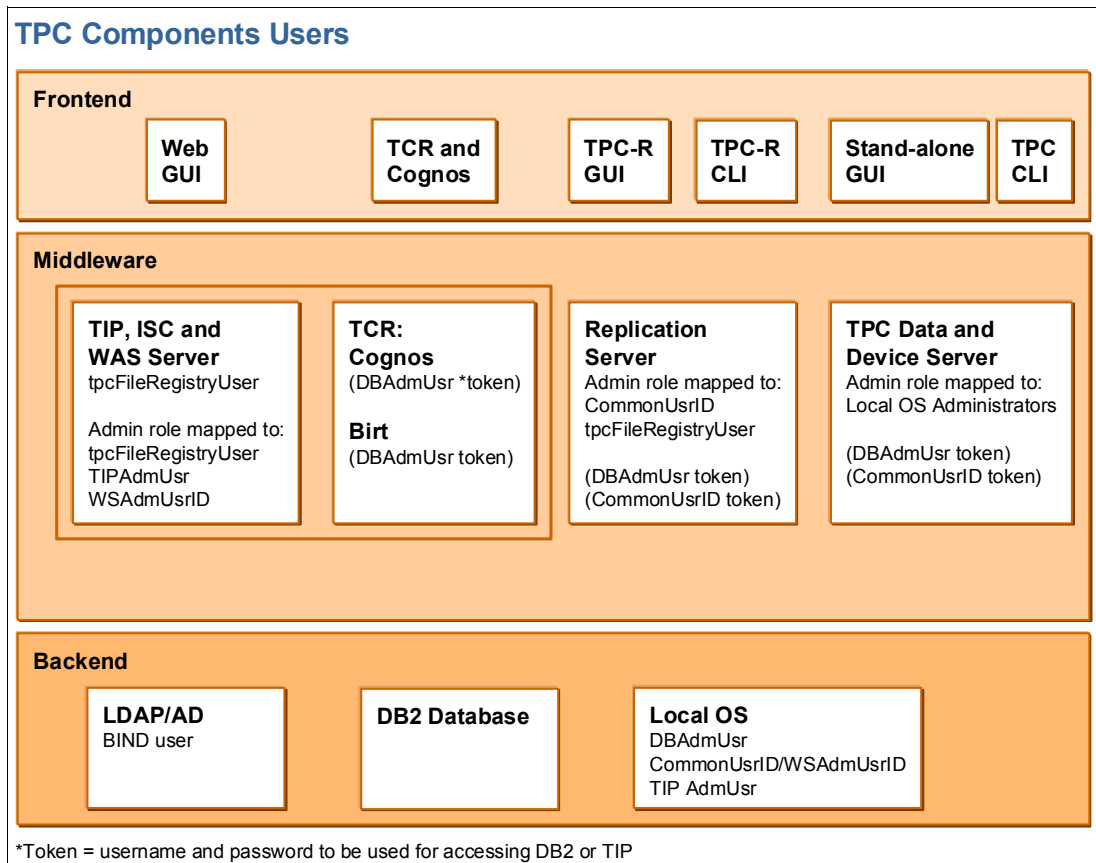 TPC Components Users
Frontend
Web
GUI
TCR and
Cognos
TPC-R
GUI
TPC-R
CLI
Stand-alone
GUI
TPC
CLI
Middleware
TIP, ISC and
WAS Server
tpcFileRegistryUser
Admin role mapped to:
tpcFileRegistryUser
TIPAdmUsr
WSAdmUsrID
TCR:
Cognos
(DBAdmUsr *token)
Birt
(DBAdmUsr token)
Replication
Server
Admin role mapped to:
CommonUsrID
tpcFileRegistryUser
(DBAdmUsr token)
(CommonUsrID token)
TPC Data and
Device Server
Admin role mapped to:
Local OS Administrators
(DBAdmUsr token)
(CommonUsrID token)
Backend
LDAP/AD
BIND user
DB2 Database
Local OS
DBAdmUsr
CommonUsrID/WSAdmUsrID
TIP AdmUsr
*Token = username and password to be used for accessing DB2 or TIP